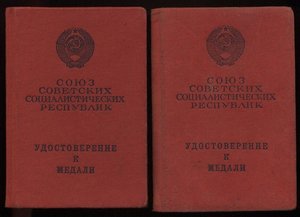 СОЮЗ
СОВЕТСКИХ
СОЦИАЛИСТИЧЕСКИХ
РЕСПУБЛИК
УДОСТОВЕРЕНИЕ
К
МЕДАЛИ
СОЮЗ
СОВЕТСКИХ
СОЦИАЛИСТИЧЕСКИХ
РЕСПУБЛИК
УДОСТОВЕРЕНИЕ
К
МЕДАЛИ